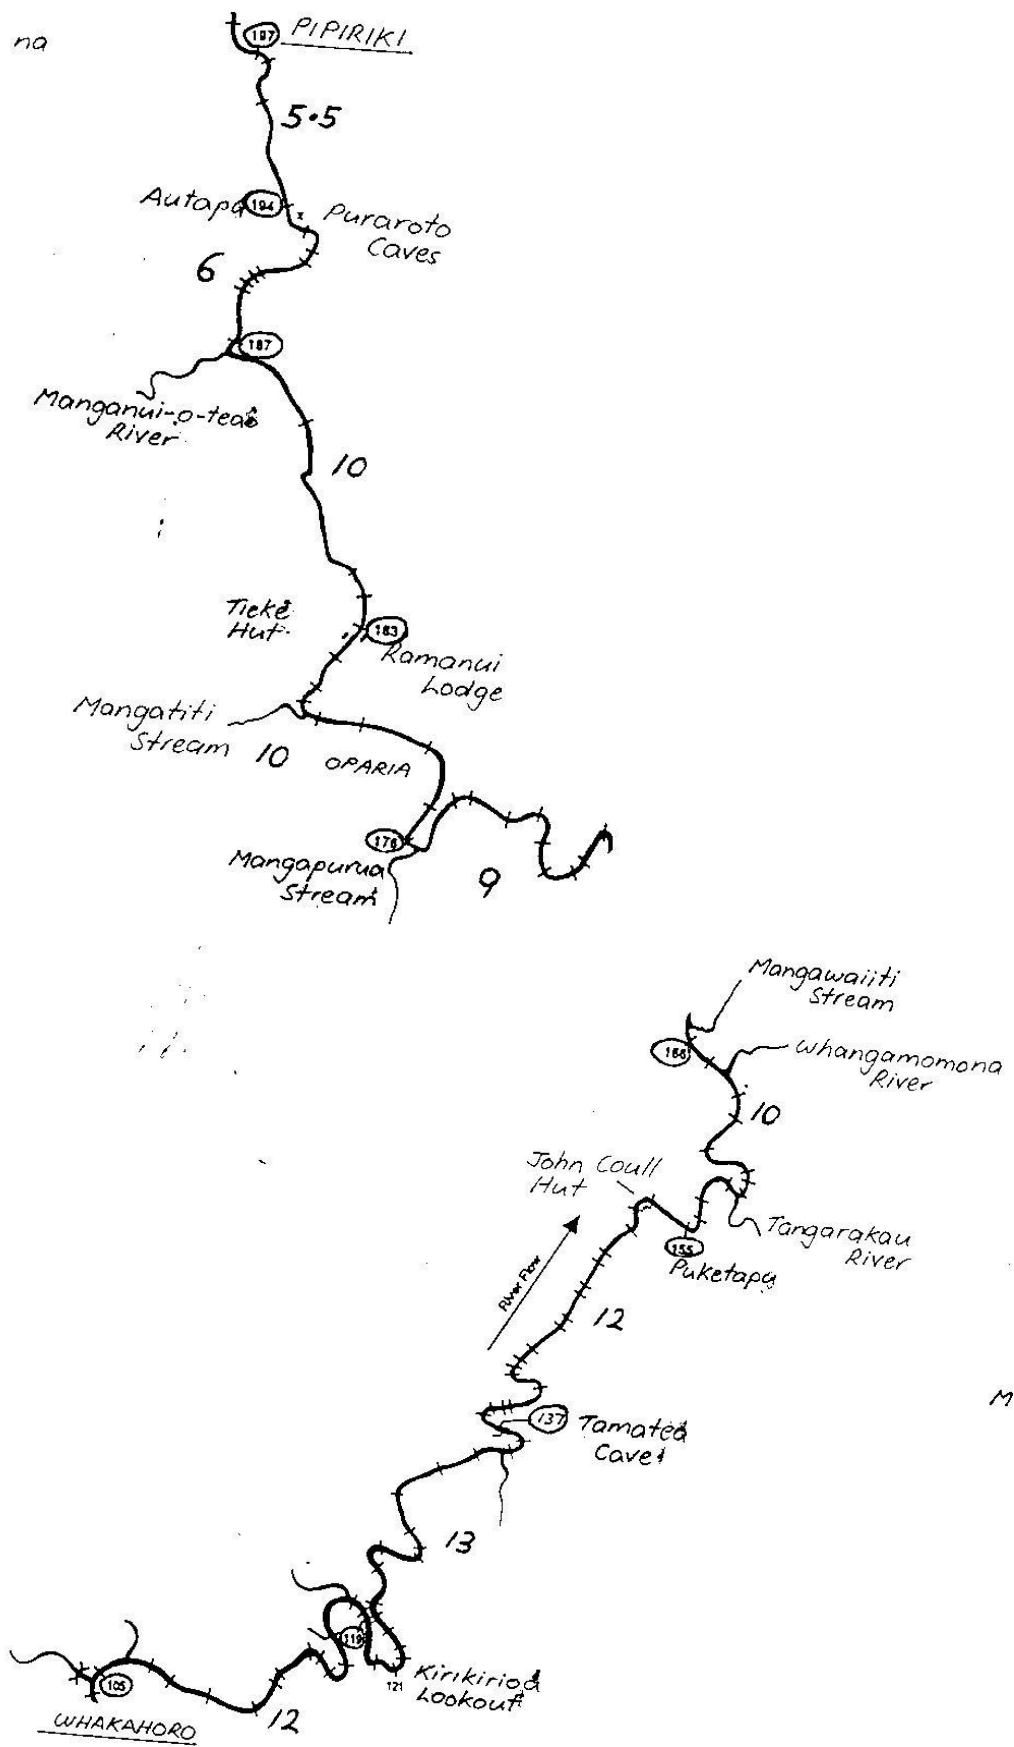 na
197 PIPIRIKI
5.5
Autapu 194 Puraroto
Caves
6
187
Manganui-o-teao
River
10
Tieke
Hut
183
Ramanui
Lodge
Mangatiti
Stream
10
OPARIA
176
Mangapurua
Stream
9
Mangawaiiti
Stream
166
Whangamomona
River
10
John Coull
Hut
Tangarakau
River
155
Puketapu
River Flow
12
137 Tamatea
Cave
M
13
119
121
Kirikiriroa
Lookout
105
WHAKAHORO
12